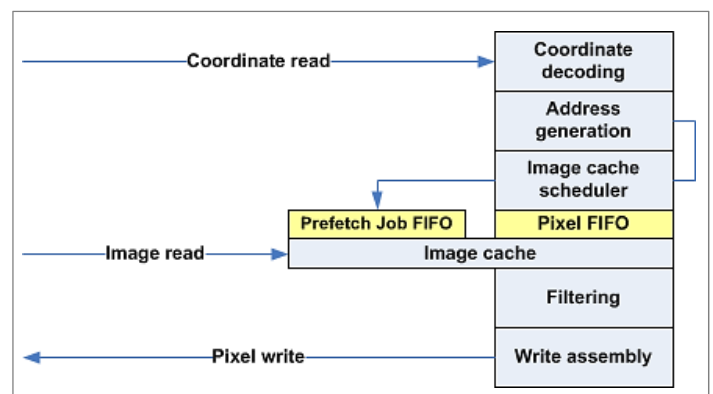 Coordinate read
Coordinate
decoding
Address
generation
Image cache
scheduler
Prefetch Job FIFO
Pixel FIFO
Image read
Image cache
Filtering
Pixel write
Write assembly